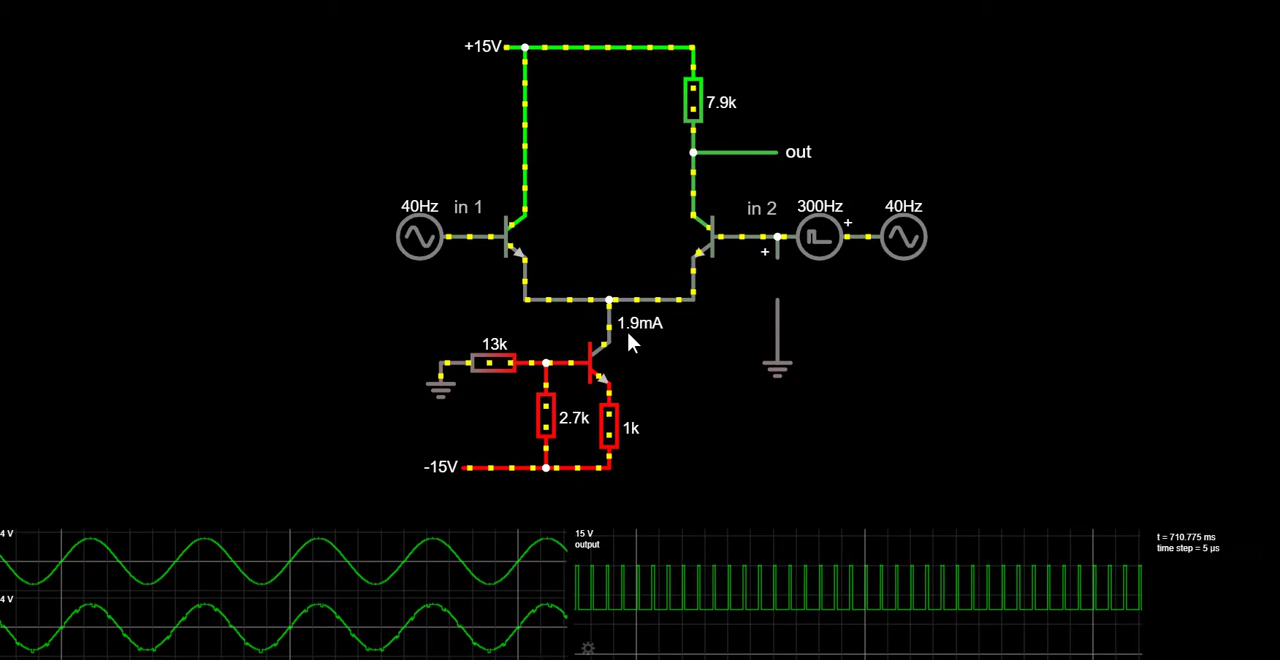 +15V
7.9k
out
40Hz
in 1
in 2
300Hz
40Hz
+
+
1.9mA
13k
2.7k
1k
-15V
4 V
15 V
output
t = 710.775 ms
time step = 5 µs
4 V